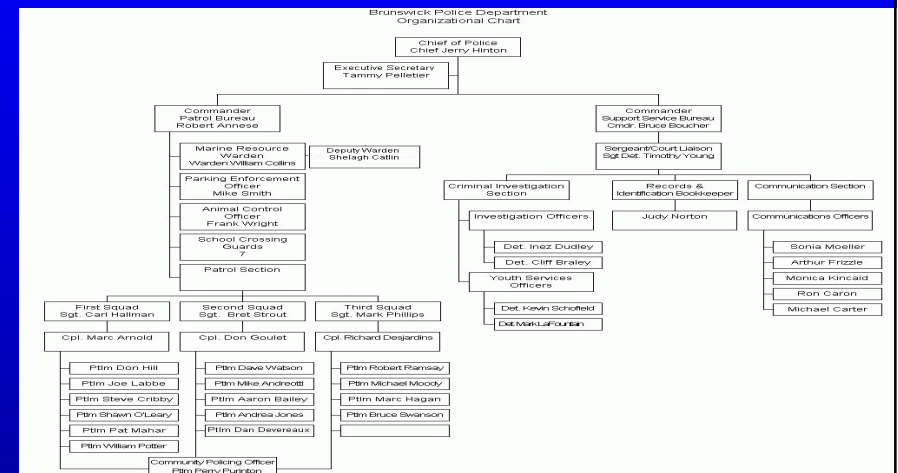 Brunswick Police Department
Organizational Chart
Chief of Police
Chief Jerry Hinton
Executive Secretary
Tammy Pelletier
Commander
Patrol Bureau
Robert Annese
Commander
Support Service Bureau
Cmdr. Bruce Boucher
Marine Resource
Warden
Warden William Collins
Deputy Warden
Shelagh Catlin
Sergeant/Court Liaison
Sgt Det. Timothy Young
Parking Enforcement
Officer
Mike Smith
Criminal Investigation
Section
Records &
Identification Bookkeeper
Communication Section
Animal Control
Officer
Frank Wright
Investigation Officers
Judy Norton
Communications Officers
School Crossing
Guards
7
Det. Inez Dudley
Det. Cliff Braley
Sonia Moeller
Arthur Frizzle
Monica Kincaid
Ron Caron
Michael Carter
Patrol Section
Youth Services
Officers
Det. Kevin Schofield
Det. Mark LaFountain
First Squad
Sgt. Carl Hallman
Second Squad
Sgt. Bret Strout
Third Squad
Sgt. Mark Phillips
Cpl. Marc Arnold
Cpl. Don Goulet
Cpl. Richard Desjardins
Ptlm Don Hill
Ptlm Joe Labbe
Ptlm Steve Cribby
Ptlm Shawn O'Leary
Ptlm Pat Mahar
Ptlm William Potter
Ptlm Dave Watson
Ptlm Mike Andreotti
Ptlm Aaron Bailey
Ptlm Andrea Jones
Ptlm Dan Devereaux
Ptlm Robert Ramsay
Ptlm Michael Moody
Ptlm Marc Hagan
Ptlm Bruce Swanson
Community Policing Officer
Ptlm Perry Purinton